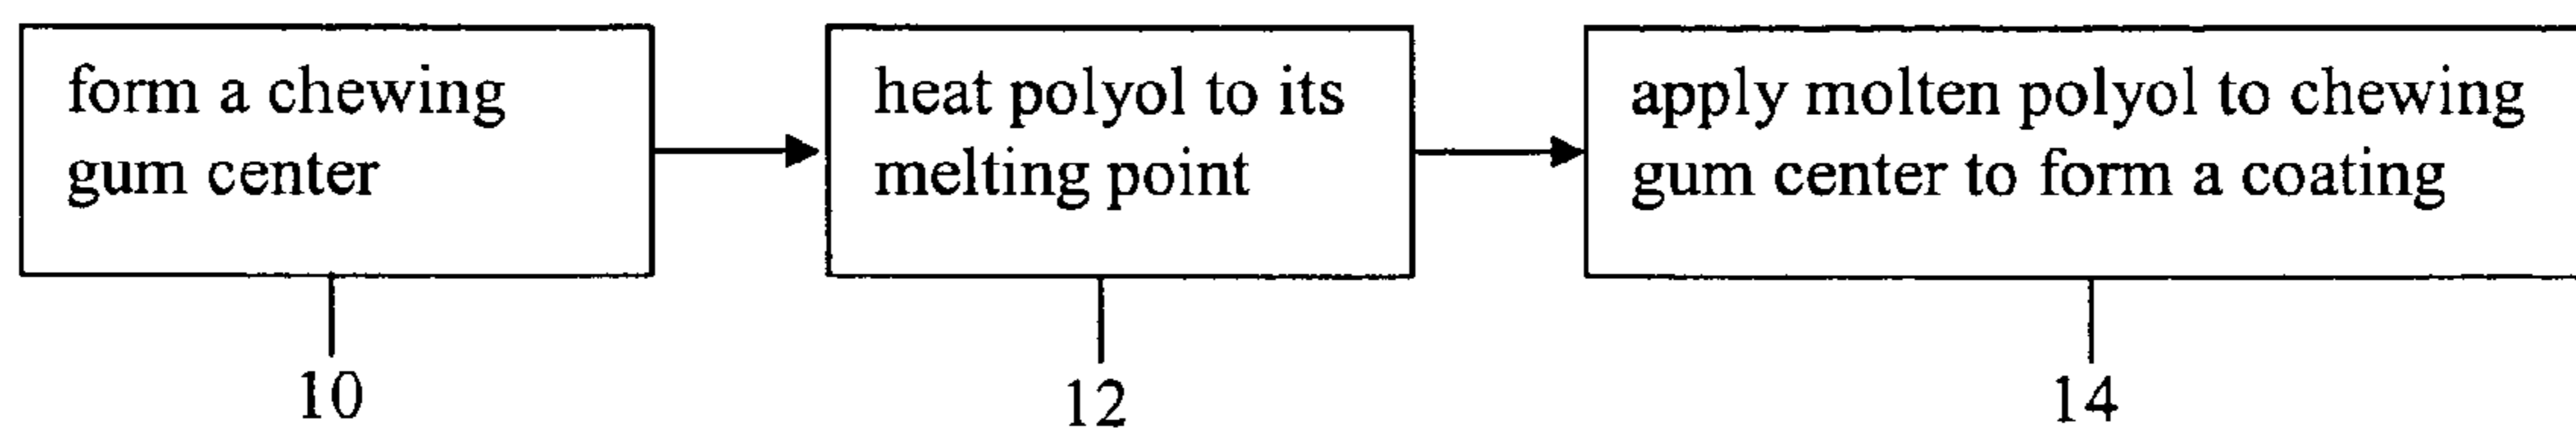 form a chewing
gum center
heat polyol to its
melting point
apply molten polyol to chewing
gum center to form a coating
10
12
14